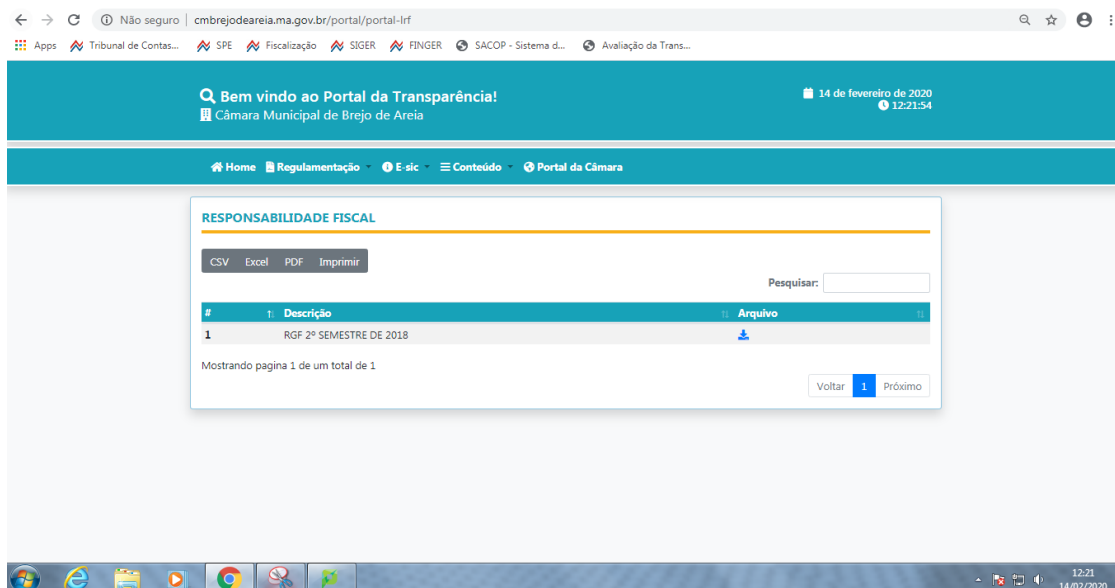 Não seguro | cmbrejodeareia.ma.gov.br/portal/portal-lrf
Apps Tribunal de Contas... SPE Fiscalização SIGER FINGER SACOP - Sistema d... Avaliação da Trans...
Bem vindo ao Portal da Transparência!
Câmara Municipal de Brejo de Areia
14 de fevereiro de 2020
12:21:54
Home Regulamentação E-sic Conteúdo Portal da Câmara
RESPONSABILIDADE FISCAL
CSV Excel PDF Imprimir
Pesquisar:
# Descrição Arquivo
1 RGF 2º SEMESTRE DE 2018
Mostrando pagina 1 de um total de 1
Voltar 1 Próximo
12:21
14/02/2020